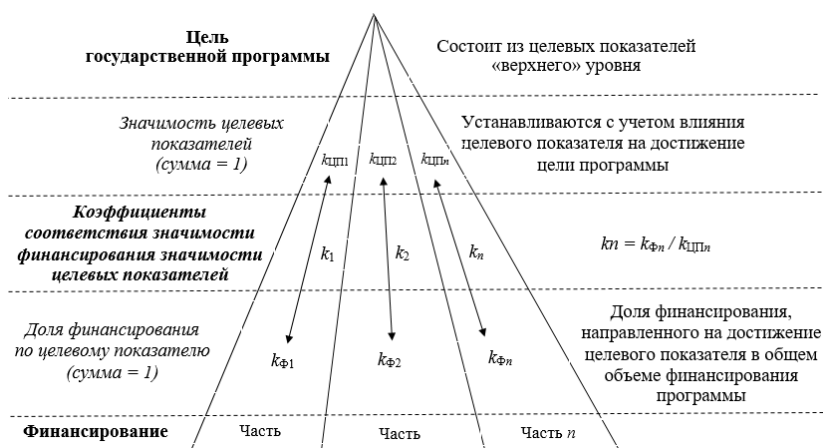 Цель
государственной программы
Состоит из целевых показателей
«верхнего» уровня
Значимость целевых
показателей
(сумма = 1)
kЦП1
kЦП2
kЦПn
Устанавливаются с учетом влияния
целевого показателя на достижение
цели программы
Коэффициенты
соответствия значимости
финансирования значимости
целевых показателей
k1
k2
kn
kn = kФn / kЦПn
Доля финансирования
по целевому показателю
(сумма = 1)
kФ1
kФ2
kФn
Доля финансирования,
направленного на достижение
целевого показателя в общем
объеме финансирования
программы
Финансирование
Часть
Часть
Часть n